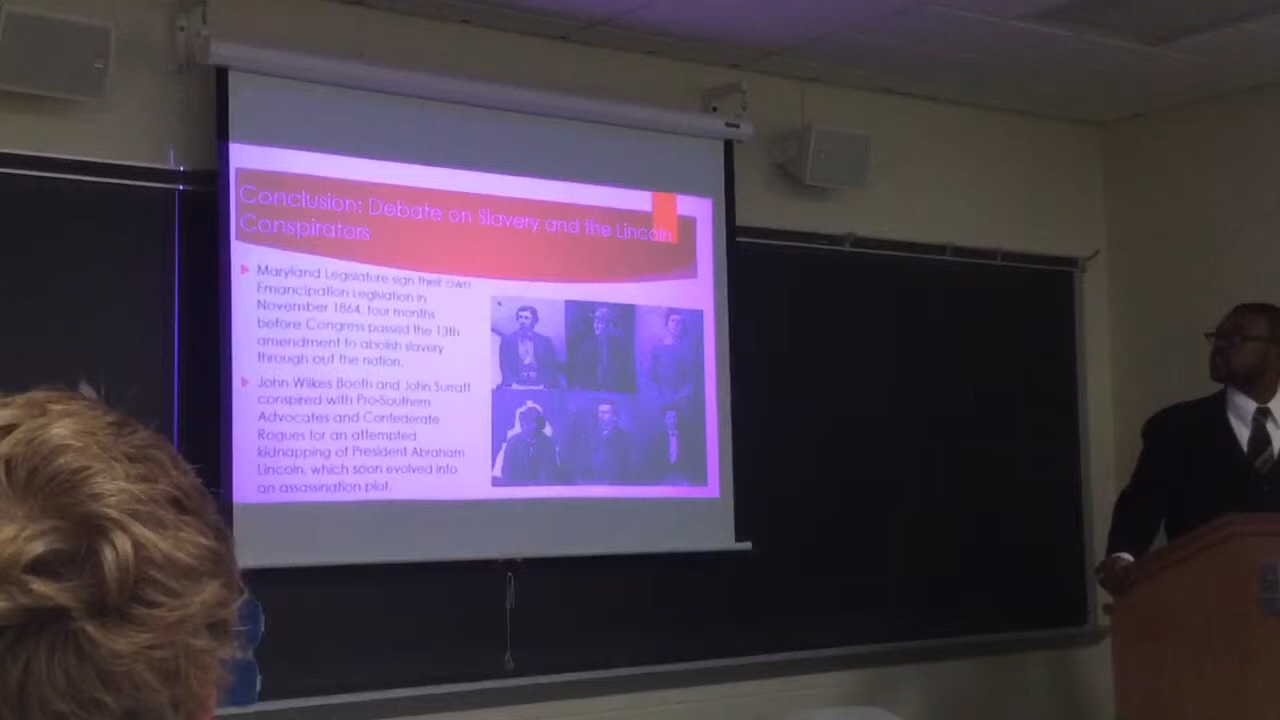 Conclusion: Debate on Slavery and the Lincoln
Conspirators
Maryland Legislature sign their own
Emancipation Legislation in
November 1864, four months
before Congress passed the 13th
amendment to abolish slavery
through out the nation.
John Wilkes Booth and John Surratt
conspired with Pro-Southern
Advocates and Confederate
Rogues for an attempted
kidnapping of President Abraham
Lincoln, which soon evolved into
an assassination plot.